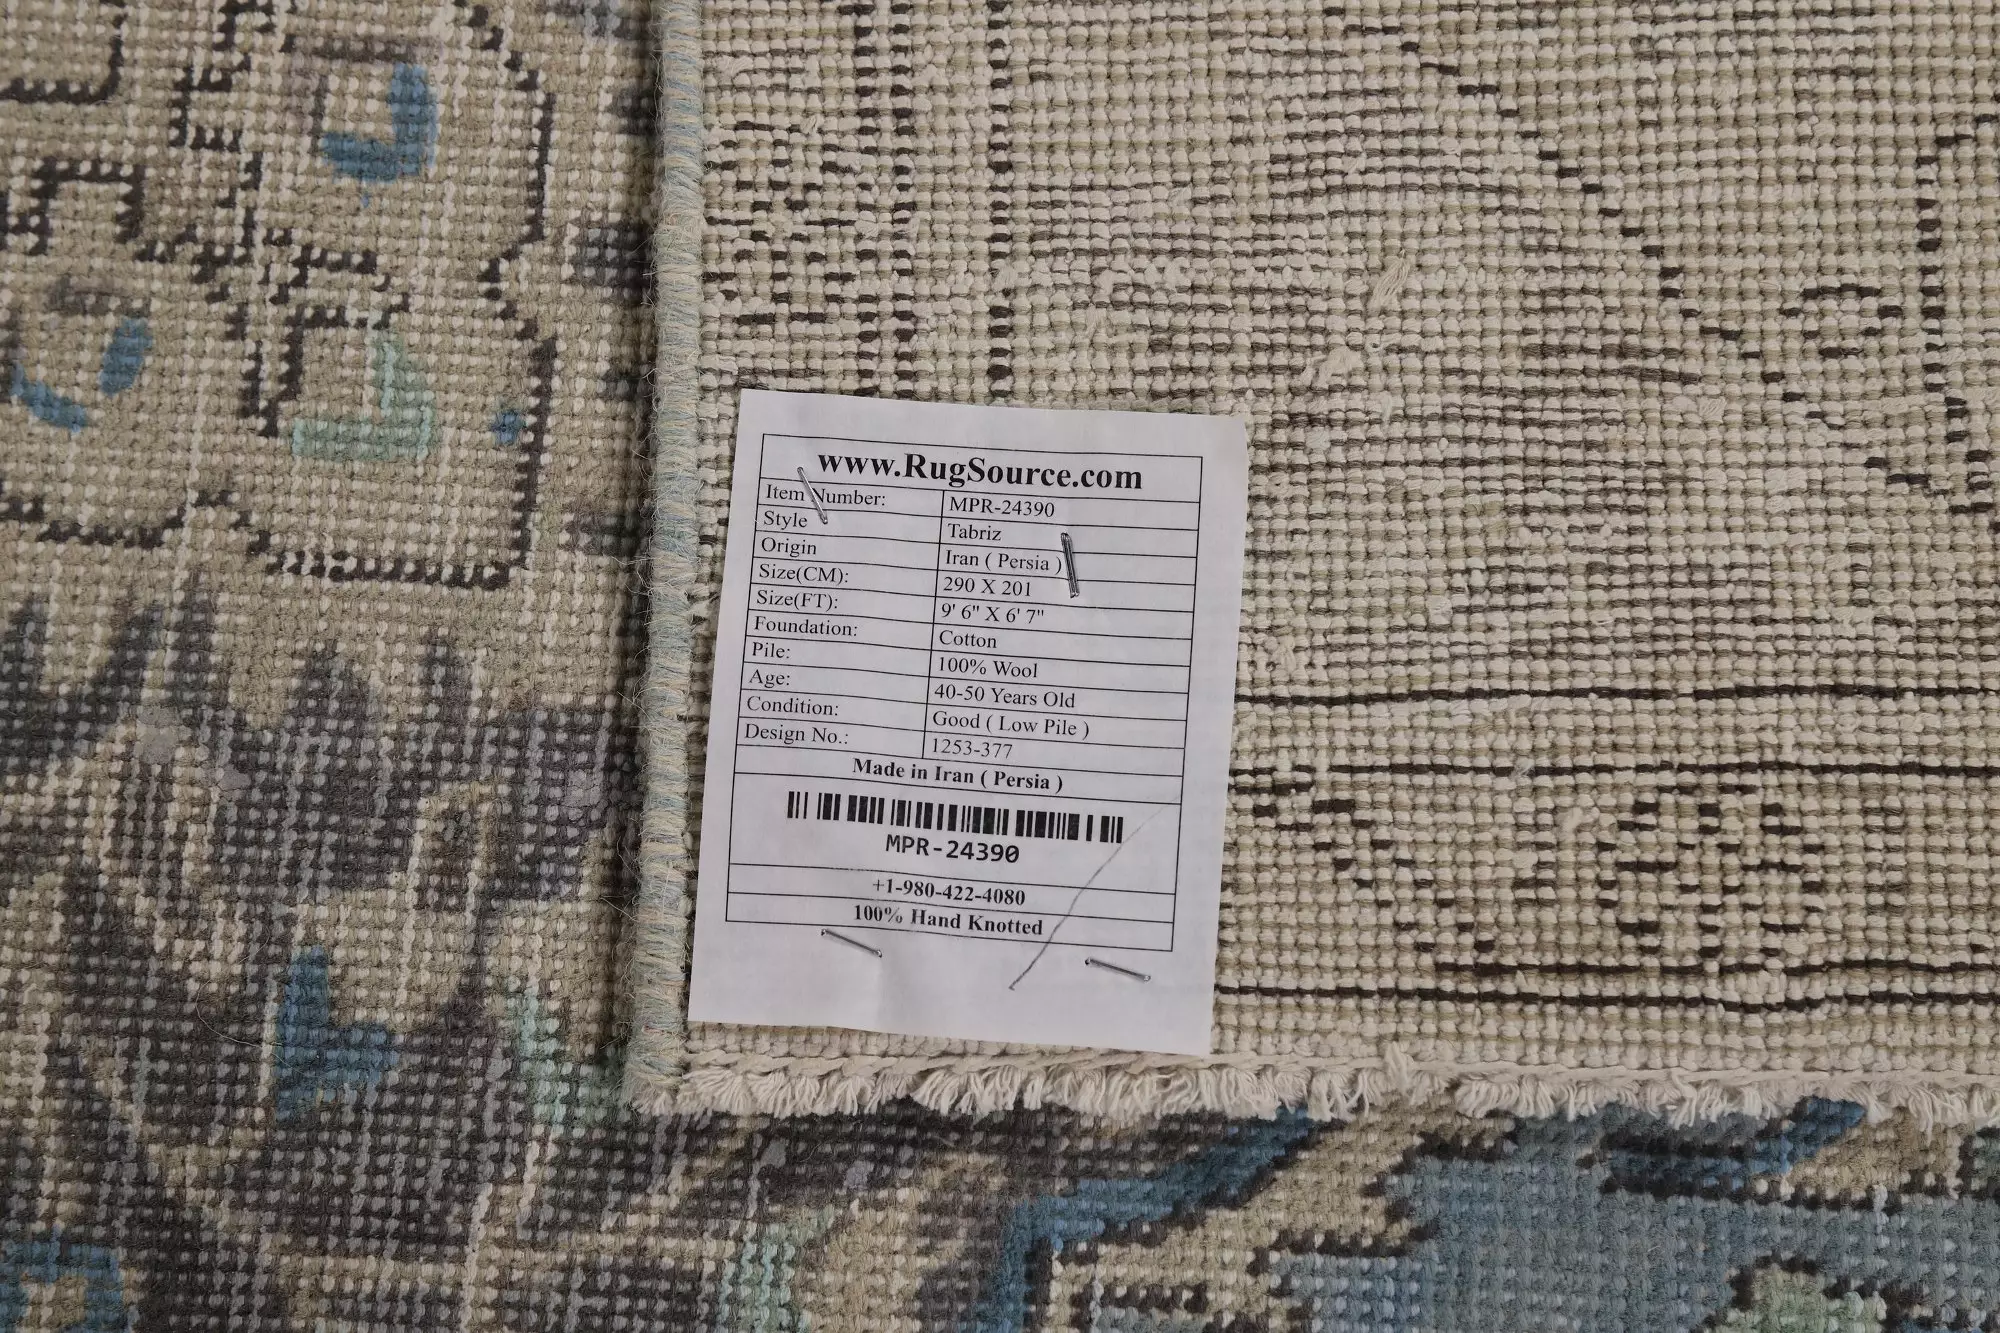 www.RugSource.com
Item Number: MPR-24390
Style Tabriz
Origin Iran ( Persia )
Size(CM): 290 X 201
Size(FT): 9' 6" X 6' 7"
Foundation: Cotton
Pile: 100% Wool
Age: 40-50 Years Old
Condition: Good ( Low Pile )
Design No.: 1253-377
Made in Iran ( Persia )
MPR-24390
+1-980-422-4080
100% Hand Knotted